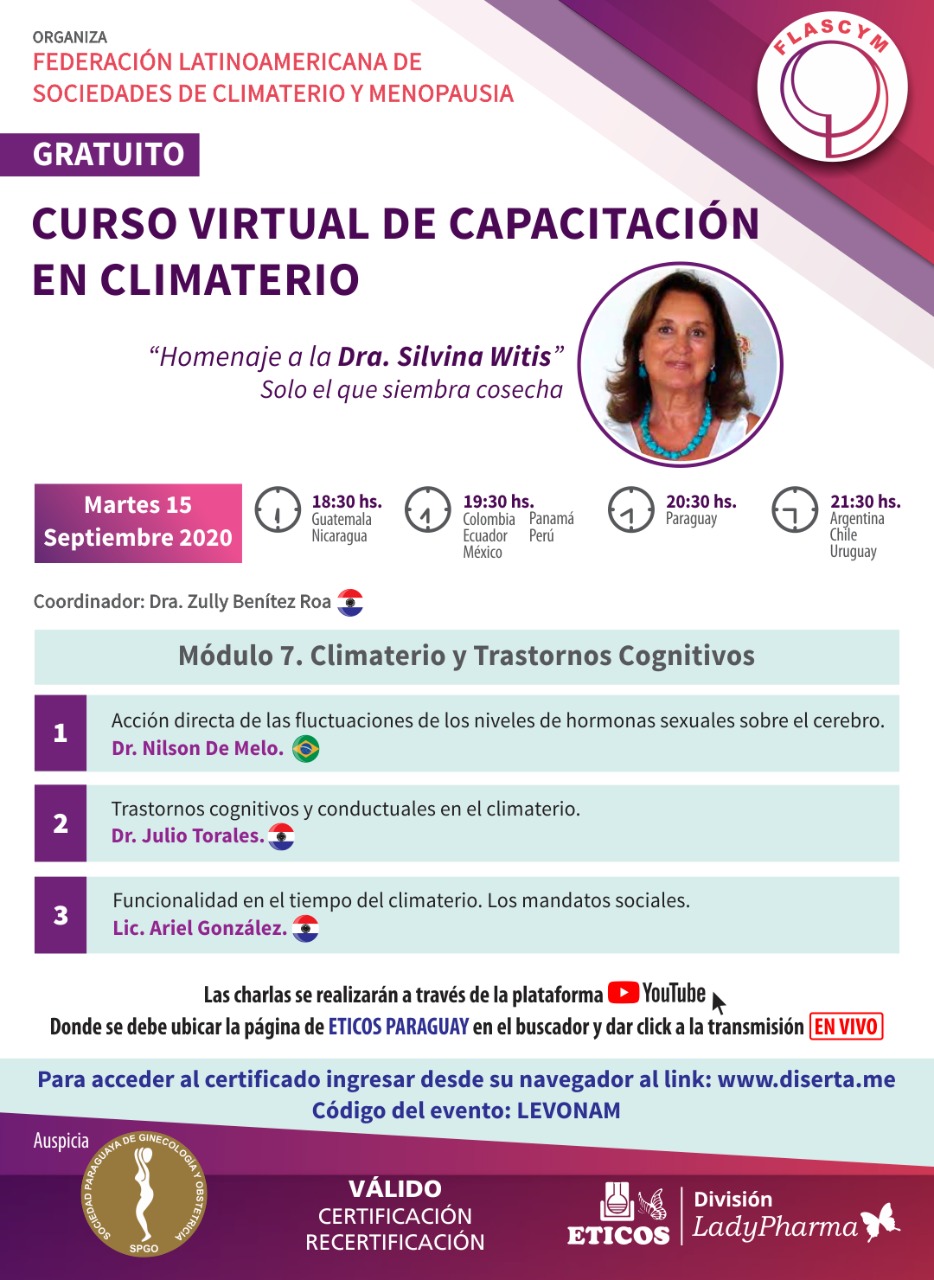 ORGANIZA
FEDERACIÓN LATINOAMERICANA DE
SOCIEDADES DE CLIMATERIO Y MENOPAUSIA
FLASCYM
GRATUITO
CURSO VIRTUAL DE CAPACITACIÓN
EN CLIMATERIO
“Homenaje a la Dra. Silvina Witis”
Solo el que siembra cosecha
Martes 15
Septiembre 2020
18:30 hs.
Guatemala
Nicaragua
19:30 hs.
Colombia Panamá
Ecuador Perú
México
20:30 hs.
Paraguay
21:30 hs.
Argentina
Chile
Uruguay
Coordinador: Dra. Zully Benítez Roa
Módulo 7. Climaterio y Trastornos Cognitivos
1
Acción directa de las fluctuaciones de los niveles de hormonas sexuales sobre el cerebro.
Dr. Nilson De Melo.
2
Trastornos cognitivos y conductuales en el climaterio.
Dr. Julio Torales.
3
Funcionalidad en el tiempo del climaterio. Los mandatos sociales.
Lic. Ariel González.
Las charlas se realizarán a través de la plataforma YouTube
Donde se debe ubicar la página de ETICOS PARAGUAY en el buscador y dar click a la transmisión EN VIVO
Para acceder al certificado ingresar desde su navegador al link: www.diserta.me
Código del evento: LEVONAM
Auspicia
SOCIEDAD PARAGUAYA DE GINECOLOGIA Y OBSTETRICIA
SPGO
VÁLIDO
CERTIFICACIÓN
RECERTIFICACIÓN
ETICOS
División
LadyPharma